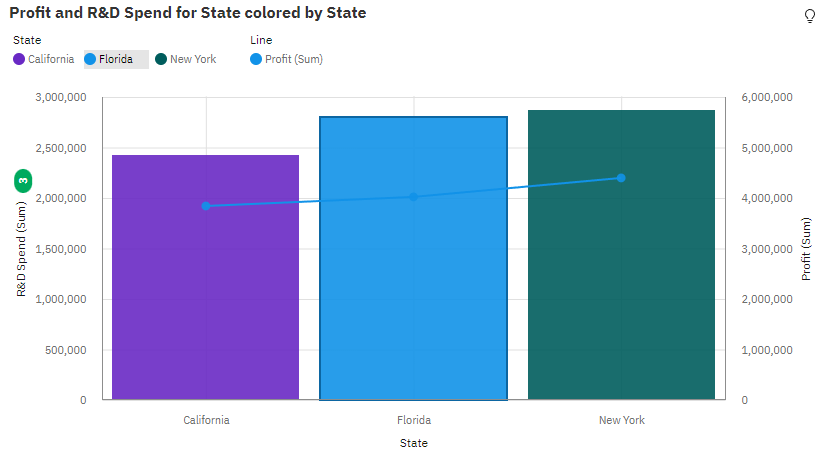 Profit and R&D Spend for State colored by State
State
Line
California
Florida
New York
Profit (Sum)
3,000,000
2,500,000
2,000,000
1,500,000
1,000,000
500,000
0
R&D Spend (Sum)
3
6,000,000
5,000,000
4,000,000
3,000,000
2,000,000
1,000,000
0
Profit (Sum)
California
Florida
New York
State